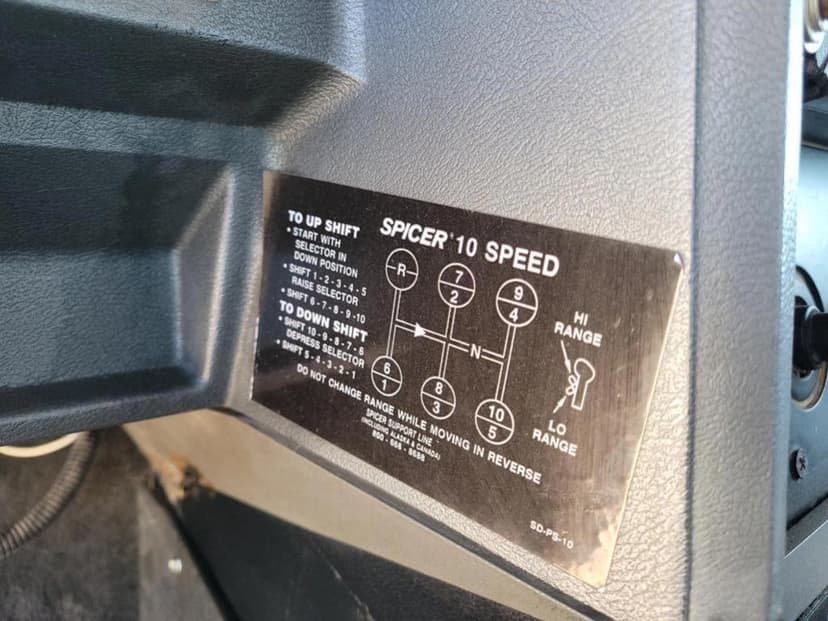 SPICER® 10 SPEED
TO UP SHIFT
• START WITH
SELECTOR IN
DOWN POSITION
• SHIFT 1-2-3-4-5
RAISE SELECTOR
• SHIFT 6-7-8-9-10
TO DOWN SHIFT
• SHIFT 10-9-8-7-6
DEPRESS SELECTOR
• SHIFT 5-4-3-2-1
R
7
2
9
4
N
6
1
8
3
10
5
HI
RANGE
LO
RANGE
DO NOT CHANGE RANGE WHILE MOVING IN REVERSE
SPICER SUPPORT LINE
(INCLUDING ALASKA & CANADA)
SD-PS-10